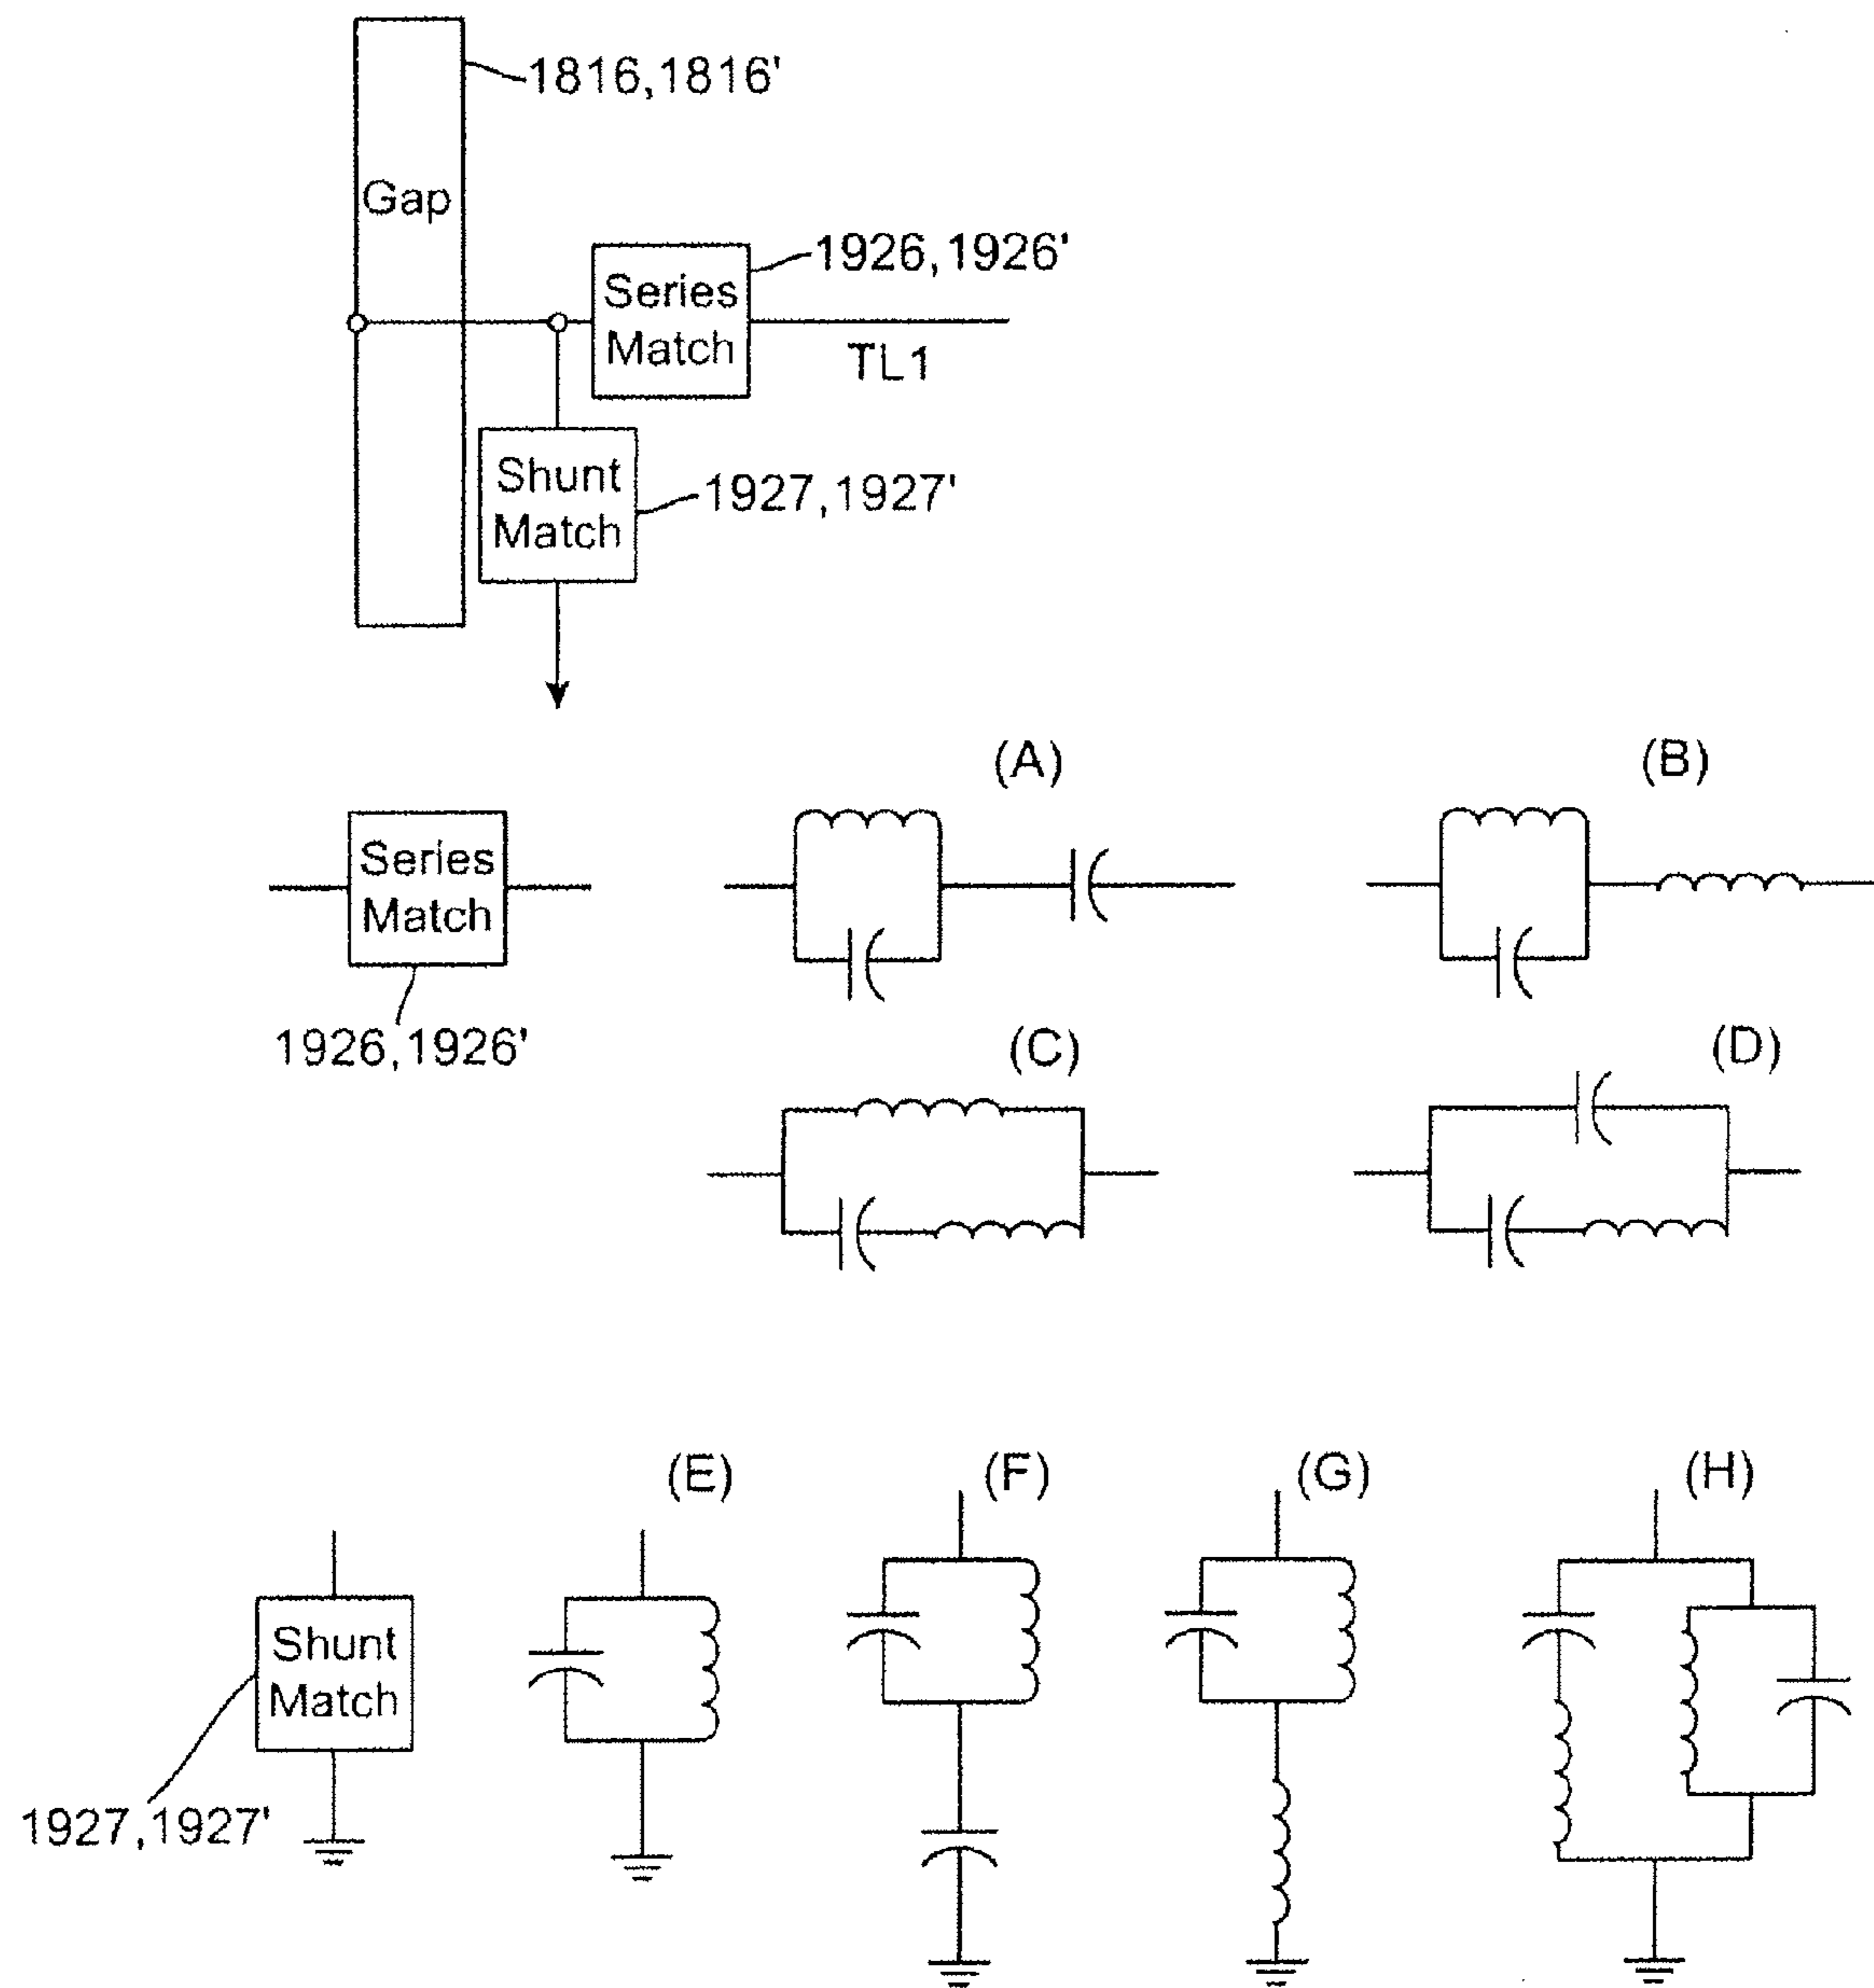 1816,1816'
Gap
1926,1926'
Series
Match
TL1
Shunt
Match
1927,1927'
(A)
(B)
Series
Match
1926,1926'
(C)
(D)
(E)
(F)
(G)
(H)
Shunt
Match
1927,1927'